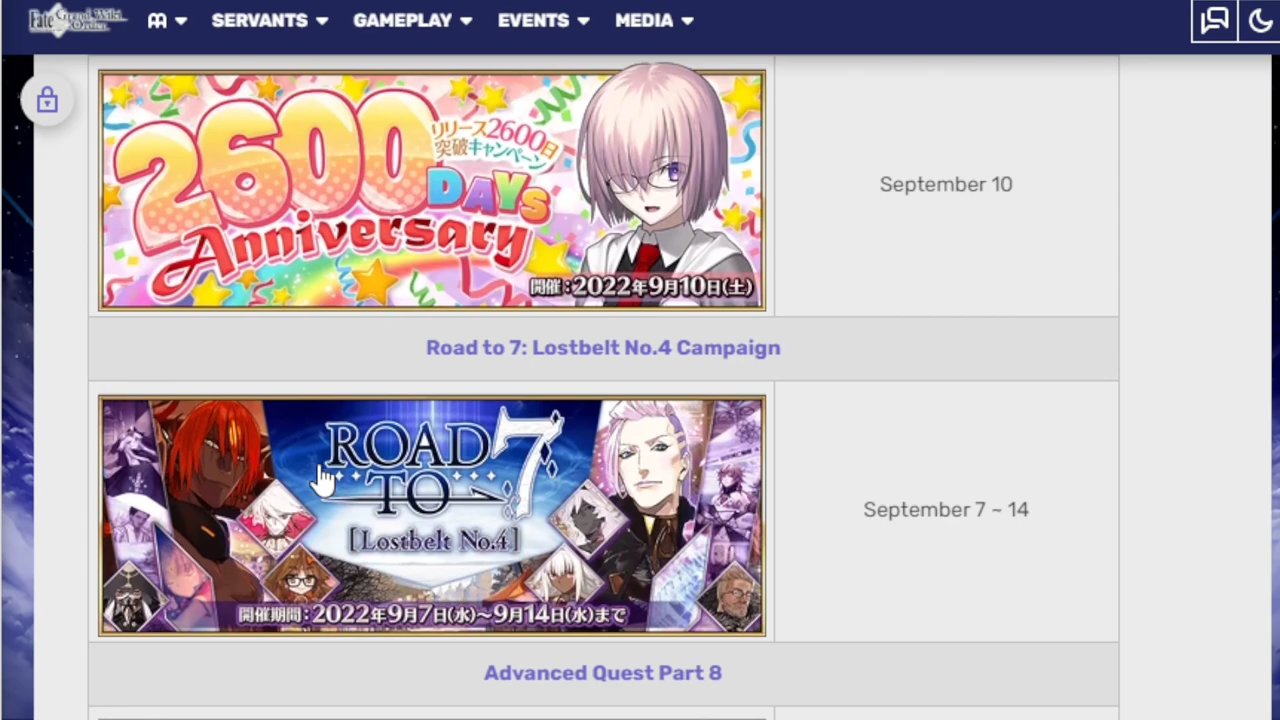 Fate Grand Order Wiki
SERVANTS
GAMEPLAY
EVENTS
MEDIA
2600
リリース2600日
突破キャンペーン
DAYS
Anniversary
開催:2022年9月10日(土)
September 10
Road to 7: Lostbelt No.4 Campaign
ROAD
TO 7
[Lostbelt No.4]
開催期間:2022年9月7日(水)～9月14日(水)まで
September 7 ~ 14
Advanced Quest Part 8